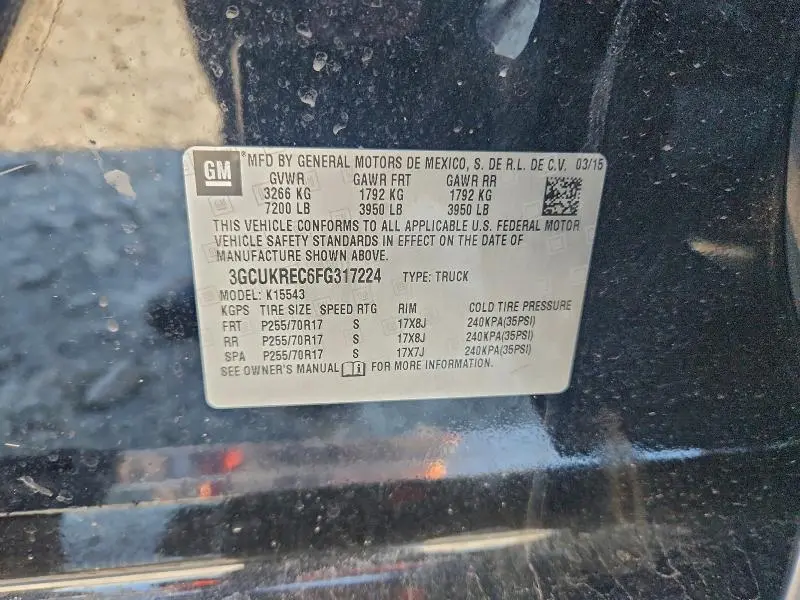 GM
*MFD BY GENERAL MOTORS DE MEXICO, S. DE R.L. DE C.V. 03/15
GVWR GAWR FRT GAWR RR
3266 KG 1792 KG 1792 KG
7200 LB 3950 LB 3950 LB
THIS VEHICLE CONFORMS TO ALL APPLICABLE U.S. FEDERAL MOTOR
VEHICLE SAFETY STANDARDS IN EFFECT ON THE DATE OF
MANUFACTURE SHOWN ABOVE.
3GCUKREC6FG317224 TYPE: TRUCK
MODEL: K15543
KGPS TIRE SIZE SPEED RTG RIM COLD TIRE PRESSURE
FRT P255/70R17 S 17X8J 240KPA(35PSI)
RR P255/70R17 S 17X8J 240KPA(35PSI)
SPA P255/70R17 S 17X7J 240KPA(35PSI)
SEE OWNER'S MANUAL FOR MORE INFORMATION.